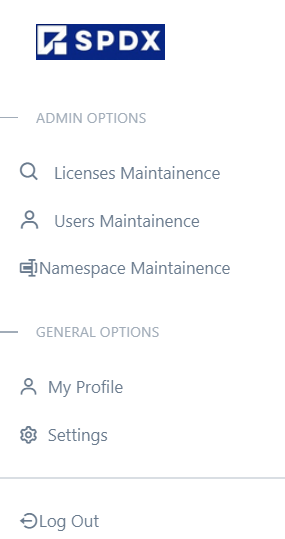 SPDX
ADMIN OPTIONS
Licenses Maintainence
Users Maintainence
Namespace Maintainence
GENERAL OPTIONS
My Profile
Settings
Log Out